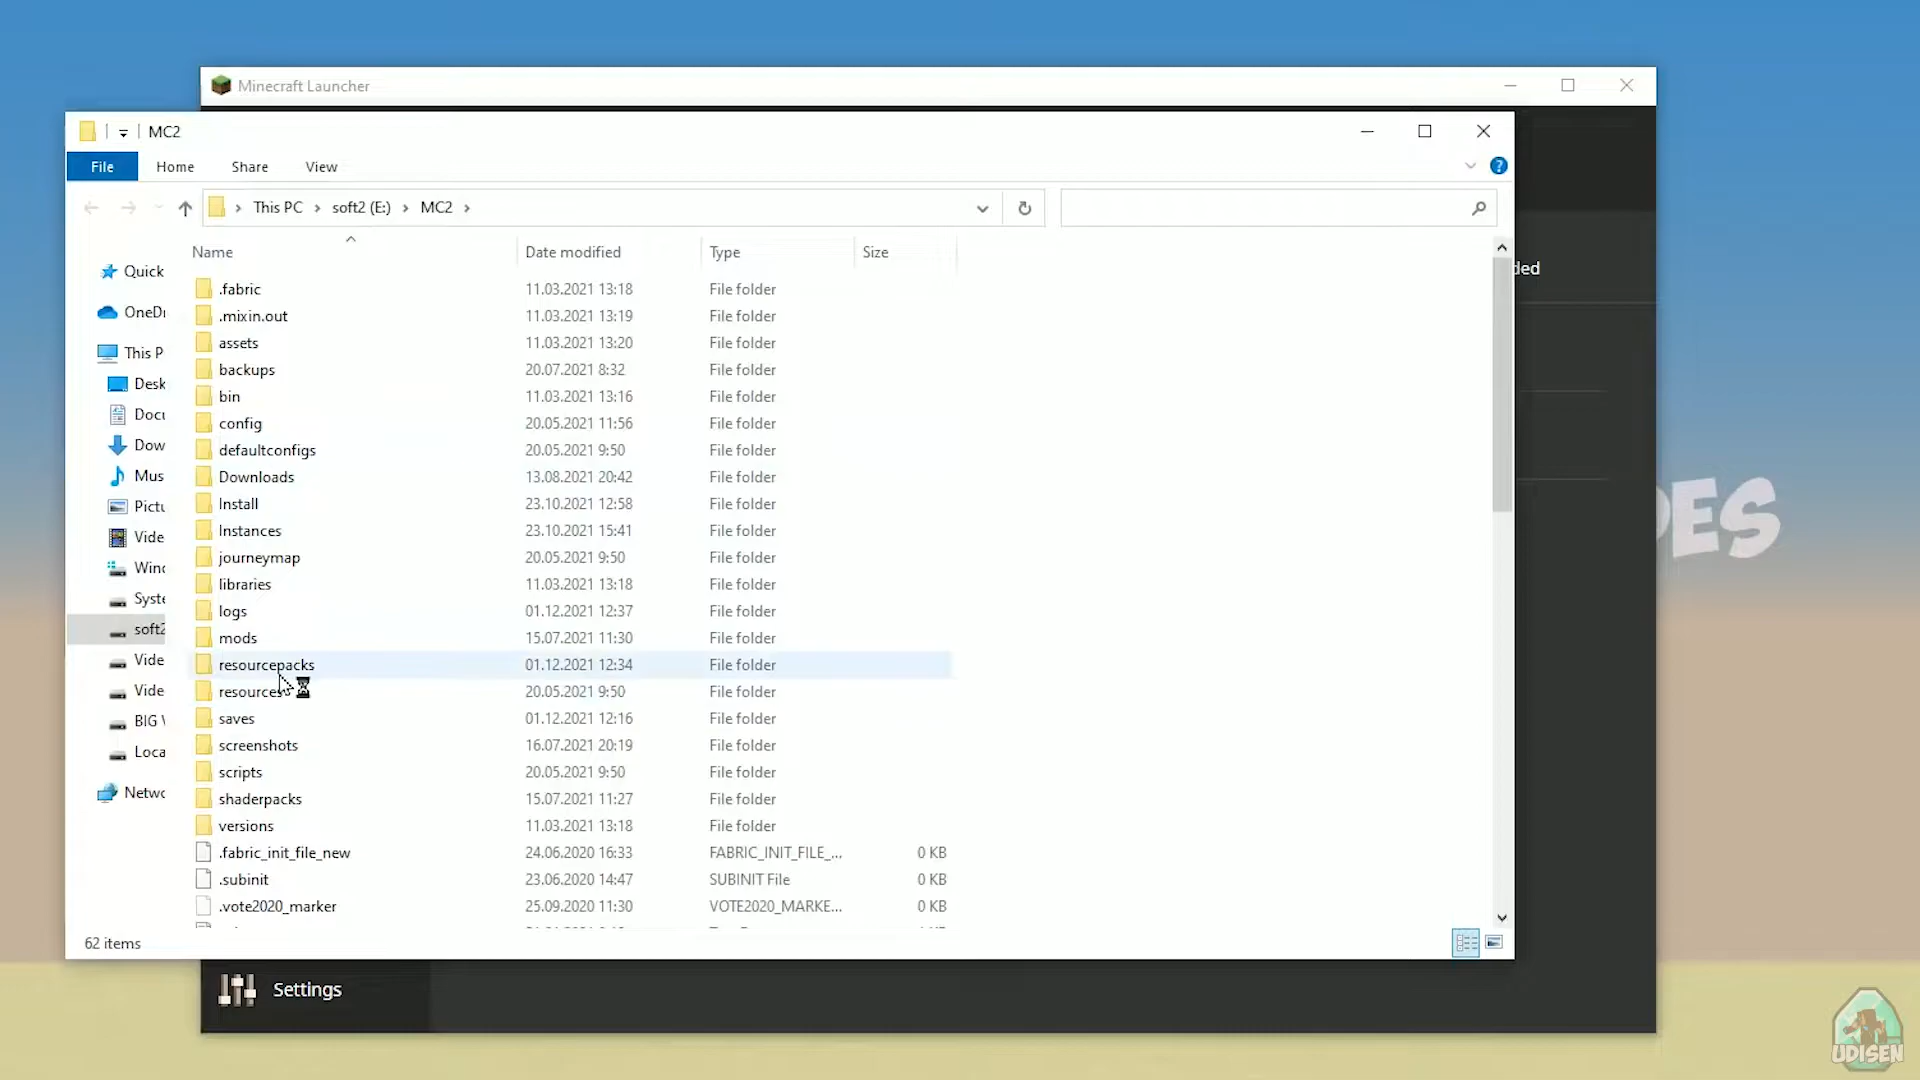 Minecraft Launcher
MC2
File Home Share View
This PC > soft2 (E:) > MC2 >
Name Date modified Type Size
.fabric 11.03.2021 13:18 File folder
.mixin.out 11.03.2021 13:19 File folder
assets 11.03.2021 13:20 File folder
backups 20.07.2021 8:32 File folder
bin 11.03.2021 13:16 File folder
config 20.05.2021 11:56 File folder
defaultconfigs 20.05.2021 9:50 File folder
Downloads 13.08.2021 20:42 File folder
Install 23.10.2021 12:58 File folder
Instances 23.10.2021 15:41 File folder
journeymap 20.05.2021 9:50 File folder
libraries 11.03.2021 13:18 File folder
logs 01.12.2021 12:37 File folder
mods 15.07.2021 11:30 File folder
resourcepacks 01.12.2021 12:34 File folder
resources 20.05.2021 9:50 File folder
saves 01.12.2021 12:16 File folder
screenshots 16.07.2021 20:19 File folder
scripts 20.05.2021 9:50 File folder
shaderpacks 15.07.2021 11:27 File folder
versions 11.03.2021 13:18 File folder
.fabric_init_file_new 24.06.2020 16:33 FABRIC_INIT_FILE_... 0 KB
.subinit 23.06.2020 14:47 SUBINIT File 0 KB
.vote2020_marker 25.09.2020 11:30 VOTE2020_MARKE... 0 KB
Quick
OneDr
This P
Desk
Docu
Dow
Mus
Pictu
Vide
Winc
Syste
soft2
Vide
Vide
BIG
Loca
Netwo
62 items
ded
DES
Settings
UDISEN